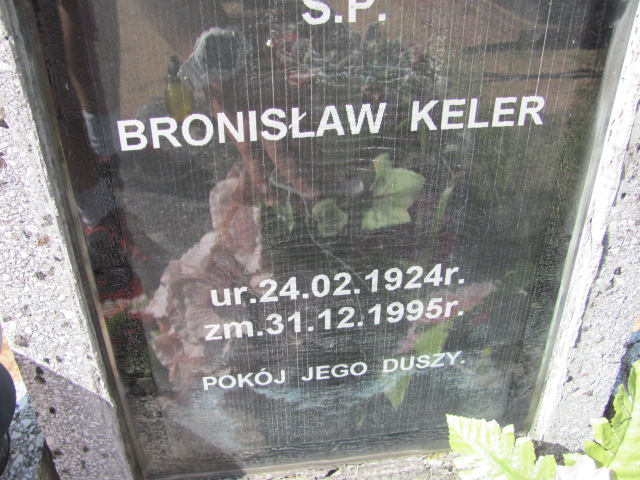 Ś.P.
BRONISŁAW KELER
ur.24.02.1924r.
zm.31.12.1995r.
POKÓJ JEGO DUSZY.